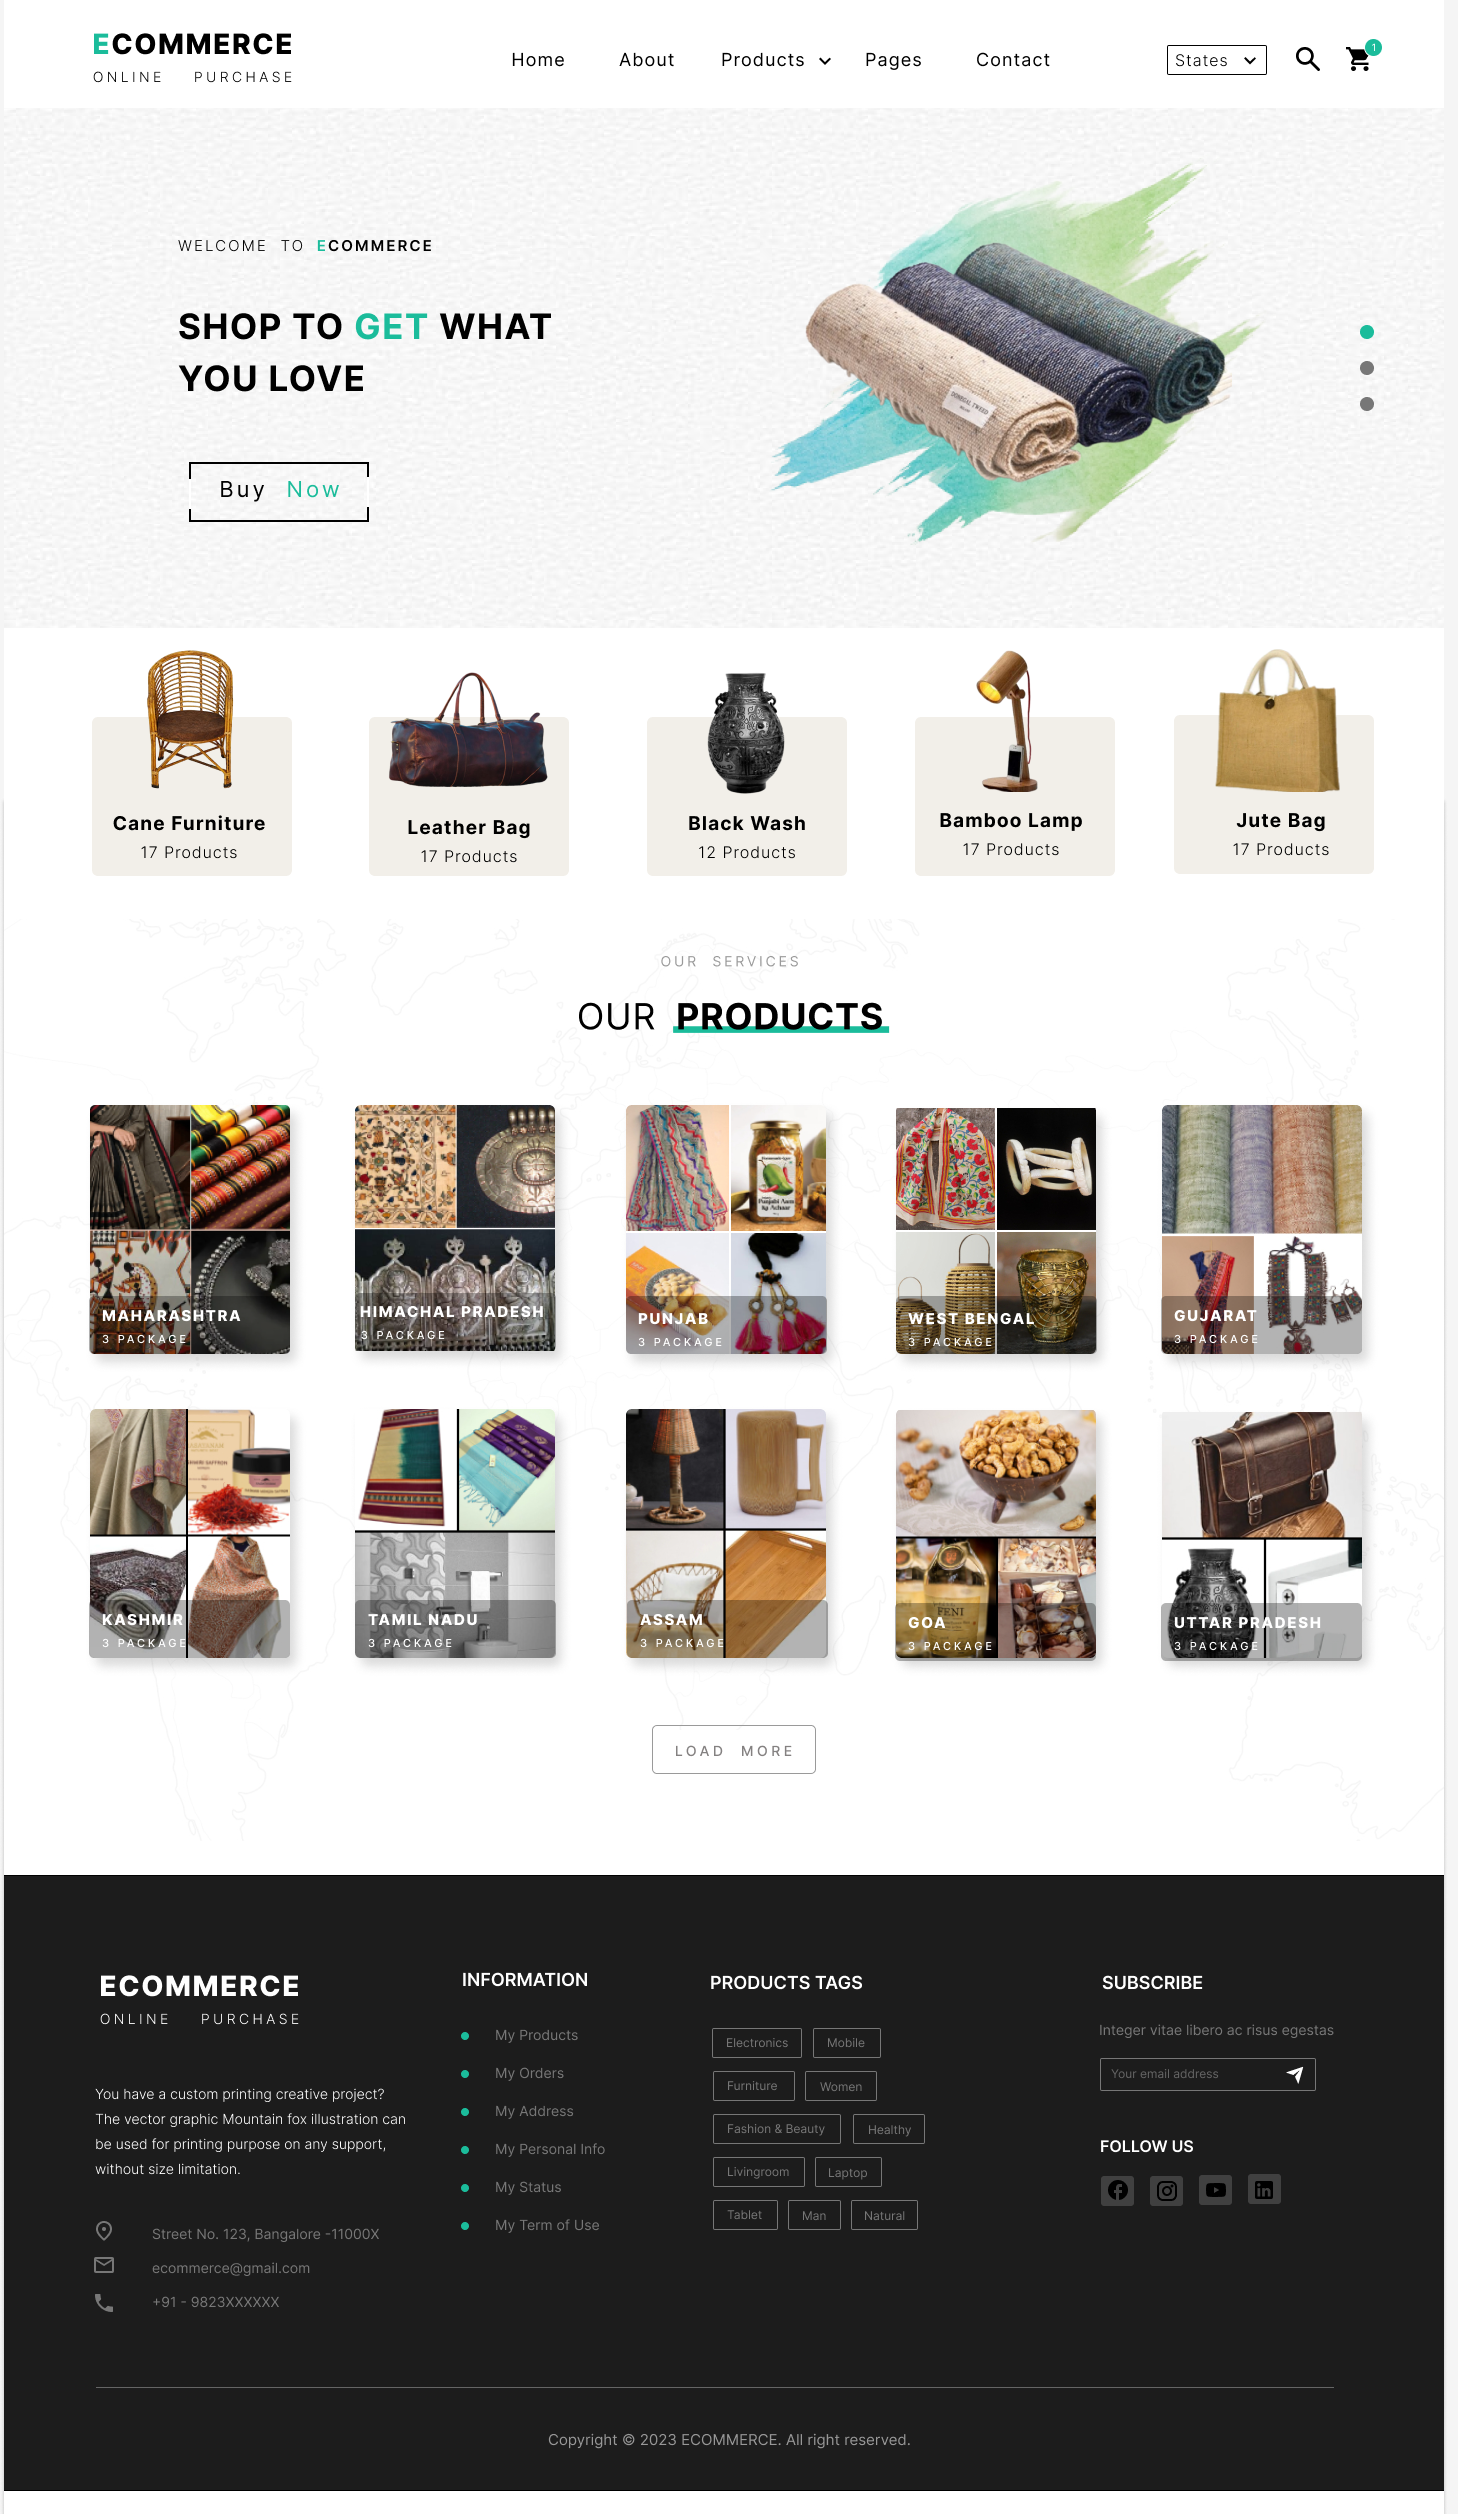 ECOMMERCE
ONLINE PURCHASE
Home About Products Pages Contact
States
1
WELCOME TO ECOMMERCE
SHOP TO GET WHAT
YOU LOVE
DONEGAL TWEED
Buy Now
Cane Furniture
17 Products
Leather Bag
17 Products
Black Wash
12 Products
Bamboo Lamp
17 Products
Jute Bag
17 Products
OUR SERVICES
OUR PRODUCTS
MAHARASHTRA
3 PACKAGE
HIMACHAL PRADESH
3 PACKAGE
Punjabi Aam
Ka Achaar
PUNJAB
3 PACKAGE
WEST BENGAL
3 PACKAGE
GUJARAT
3 PACKAGE
KASHMIR
3 PACKAGE
TAMIL NADU
3 PACKAGE
ASSAM
3 PACKAGE
FENI
GOA
3 PACKAGE
UTTAR PRADESH
3 PACKAGE
LOAD MORE
ECOMMERCE
ONLINE PURCHASE
You have a custom printing creative project?
The vector graphic Mountain fox illustration can
be used for printing purpose on any support,
without size limitation.
Street No. 123, Bangalore -11000X
ecommerce@gmail.com
+91 - 9823XXXXXX
INFORMATION
My Products
My Orders
My Address
My Personal Info
My Status
My Term of Use
PRODUCTS TAGS
Electronics Mobile
Furniture Women
Fashion & Beauty Healthy
Livingroom Laptop
Tablet Man Natural
SUBSCRIBE
Integer vitae libero ac risus egestas
Your email address
FOLLOW US
Copyright © 2023 ECOMMERCE. All right reserved.